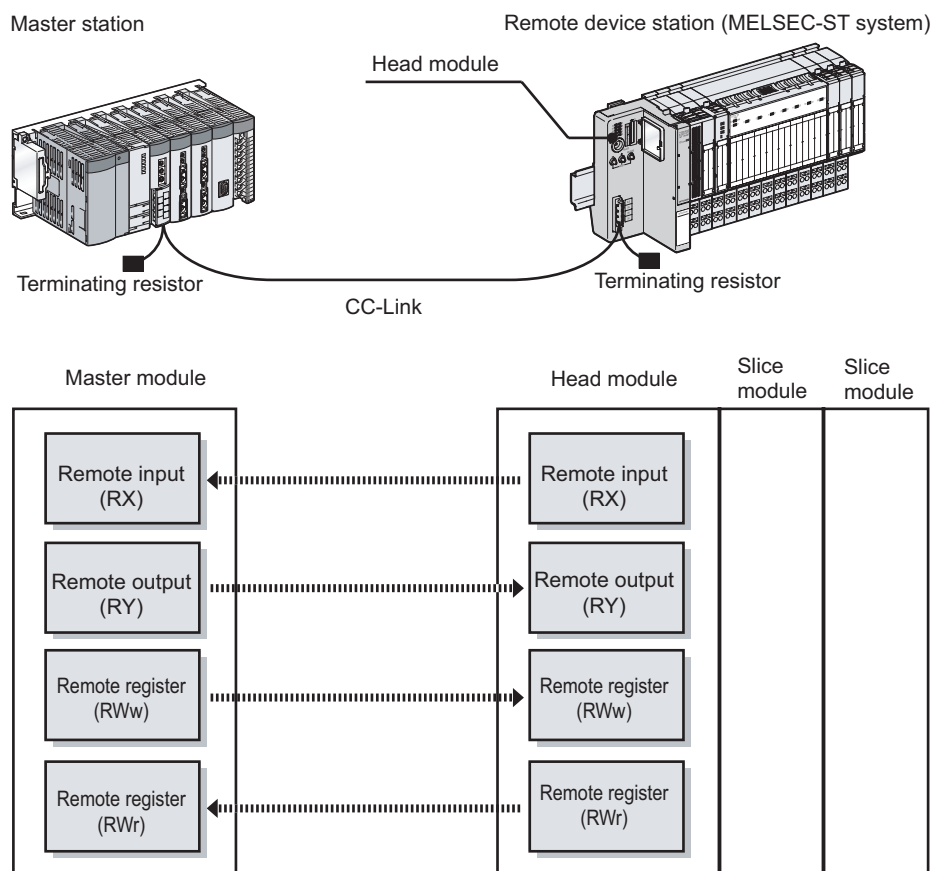 Master station
Remote device station (MELSEC-ST system)
Head module
Terminating resistor
Terminating resistor
CC-Link
Master module
Head module
Slice
module
Slice
module
Remote input
(RX)
Remote input
(RX)
Remote output
(RY)
Remote output
(RY)
Remote register
(RWw)
Remote register
(RWw)
Remote register
(RWr)
Remote register
(RWr)